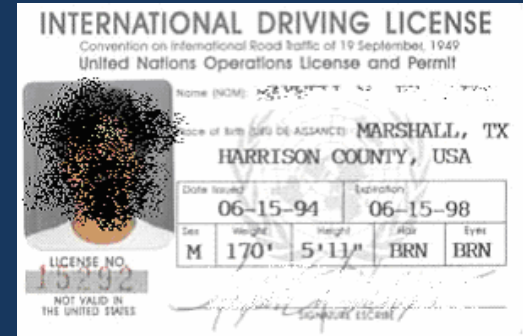 INTERNATIONAL DRIVING LICENSE
Convention on International Road Traffic of 19 September, 1949
United Nations Operations License and Permit
Name (NOM):
Place of Birth (LIEU DE NAISSANCE) MARSHALL, TX
HARRISON COUNTY, USA
Date Issued Expiration
06-15-94 06-15-98
Sex Weight Height Hair Eyes
M 170' 5'11" BRN BRN
LICENSE NO.
15292
NOT VALID IN
THE UNITED STATES
SIGNATURE